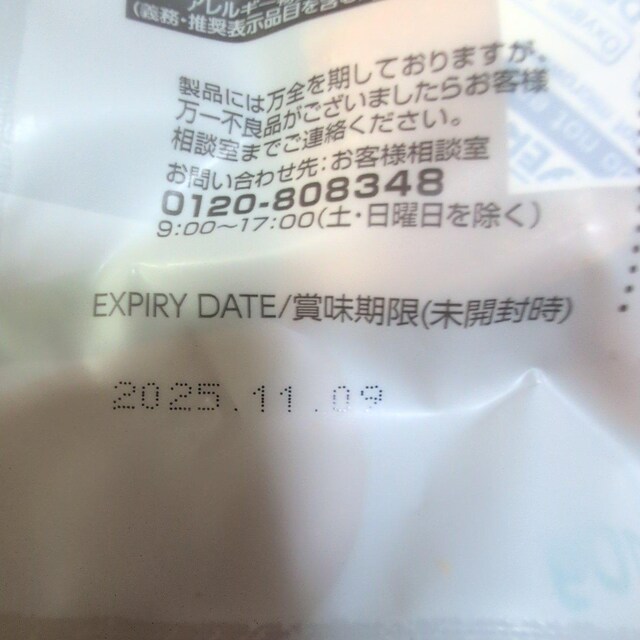 アレルギー
(義務・推奨表示品目を含
製品には万全を期しておりますが、
万一不良品がございましたらお客様
相談室までご連絡ください。
お問い合わせ先:お客様相談室
0120-808348
9:00~17:00(土・日曜日を除く)
EXPIRY DATE/賞味期限(未開封時)
2025.11.09